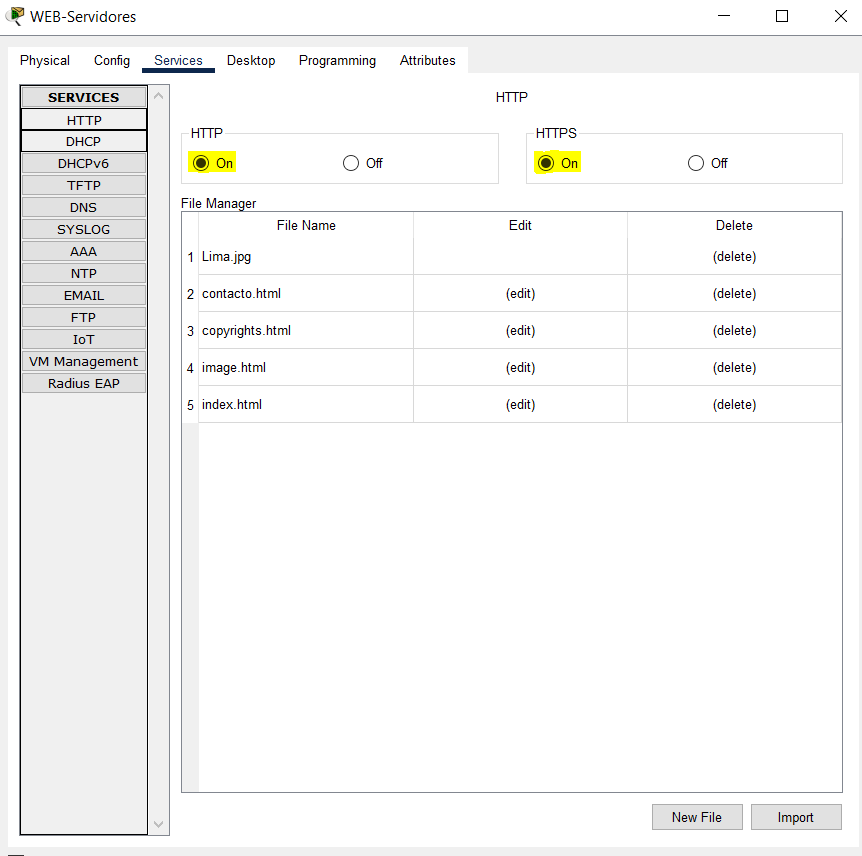 WEB-Servidores
Physical Config Services Desktop Programming Attributes
SERVICES
HTTP
DHCP
DHCPv6
TFTP
DNS
SYSLOG
AAA
NTP
EMAIL
FTP
IoT
VM Management
Radius EAP
HTTP
HTTP
On Off
HTTPS
On Off
File Manager
File Name Edit Delete
1 Lima.jpg (delete)
2 contacto.html (edit) (delete)
3 copyrights.html (edit) (delete)
4 image.html (edit) (delete)
5 index.html (edit) (delete)
New File Import